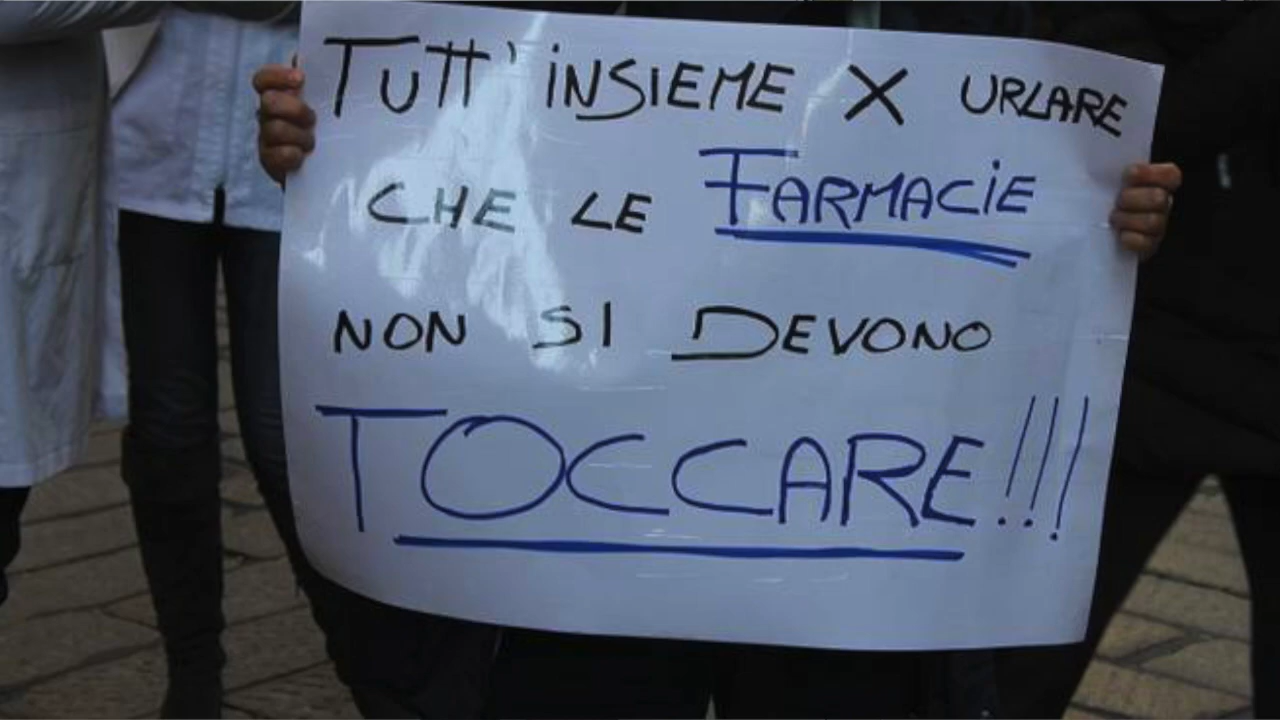 TUTT' INSIEME X URLARE
CHE LE FARMACIE
NON SI DEVONO
TOCCARE!!!